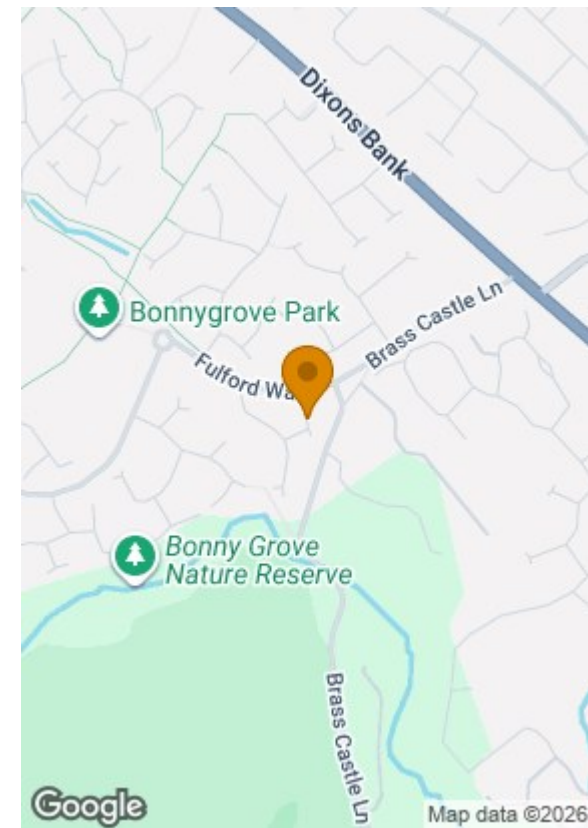 Dixons Bank
Bonnygrove Park
Brass Castle Ln
Fulford Wa
Bonny Grove
Nature Reserve
Brass Castle Ln
Google
Map data ©2026